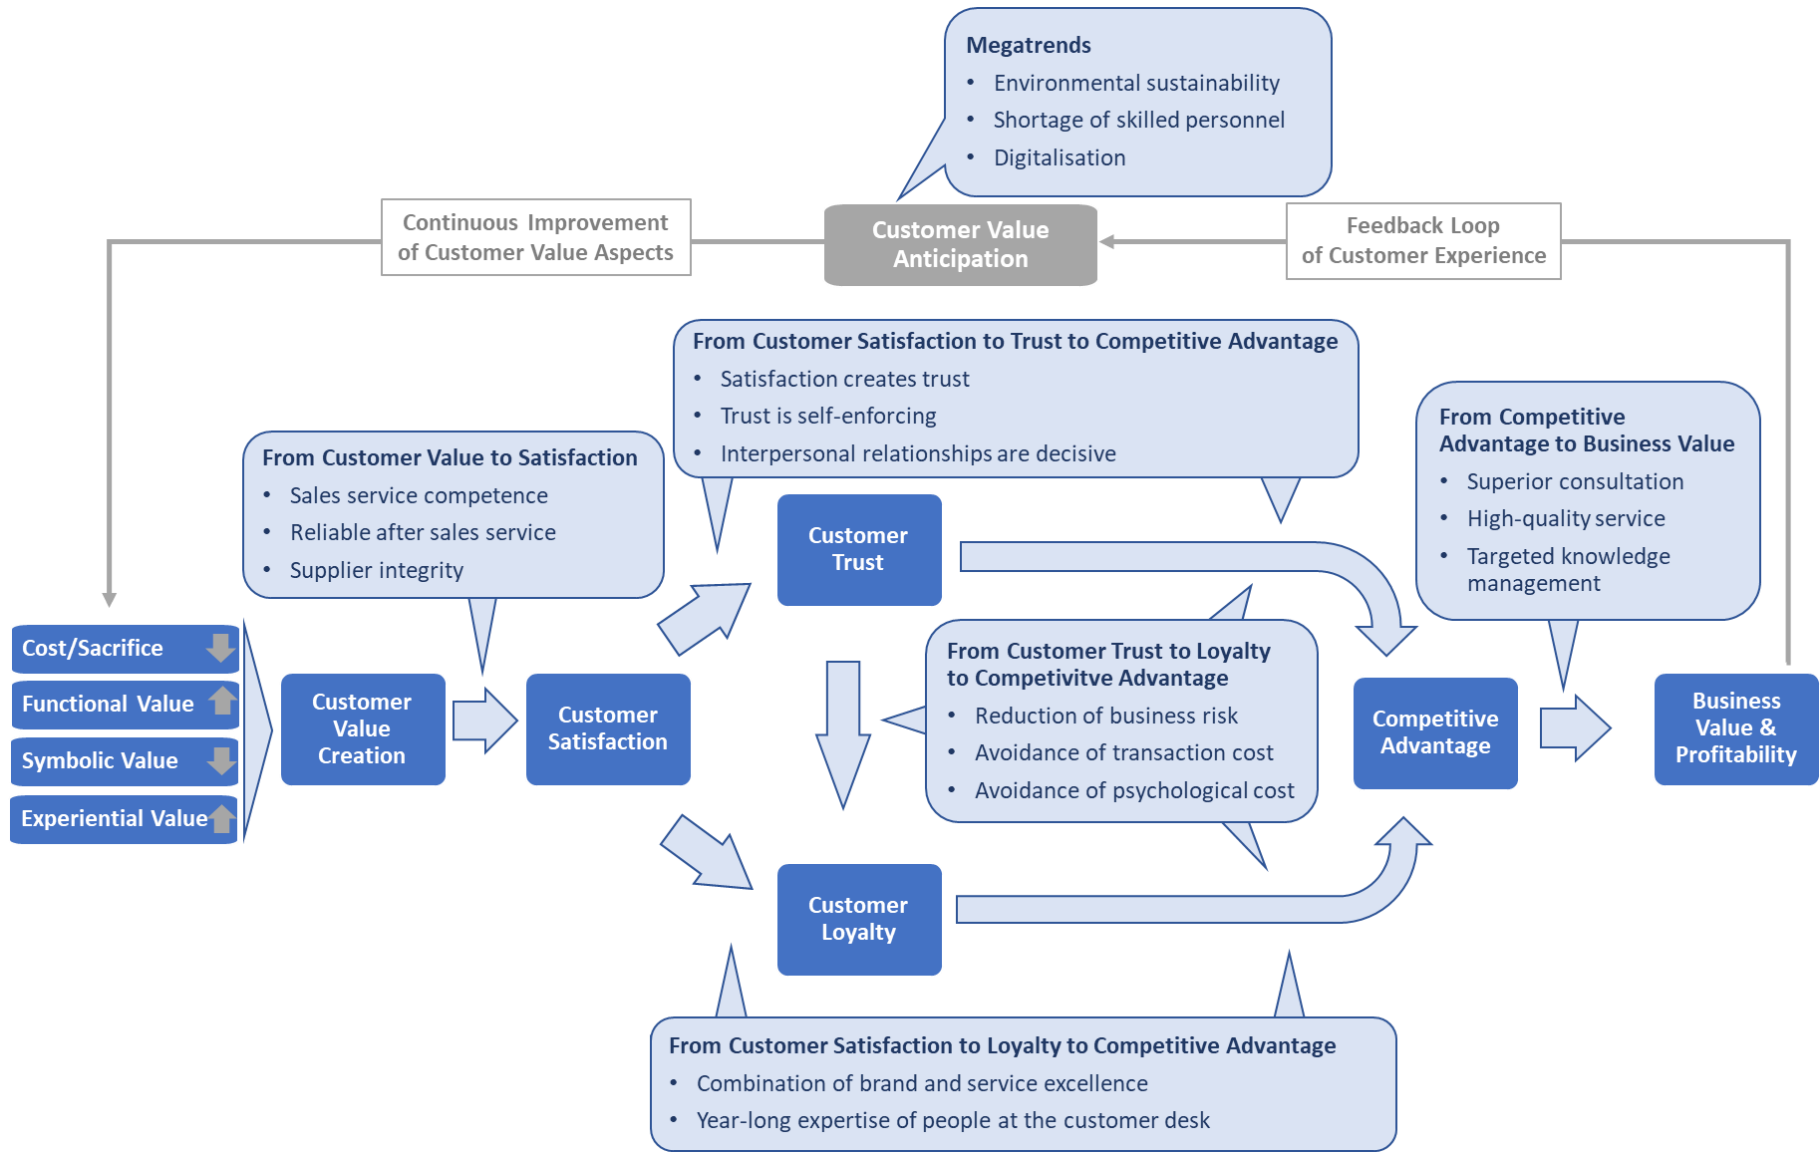 Megatrends
• Environmental sustainability
• Shortage of skilled personnel
• Digitalisation
Continuous Improvement
of Customer Value Aspects
Customer Value
Anticipation
Feedback Loop
of Customer Experience
From Customer Satisfaction to Trust to Competitive Advantage
• Satisfaction creates trust
• Trust is self-enforcing
• Interpersonal relationships are decisive
From Competitive
Advantage to Business Value
• Superior consultation
• High-quality service
• Targeted knowledge
management
From Customer Value to Satisfaction
• Sales service competence
• Reliable after sales service
• Supplier integrity
Customer
Trust
Cost/Sacrifice
Functional Value
Symbolic Value
Experiential Value
Customer
Value
Creation
Customer
Satisfaction
From Customer Trust to Loyalty
to Competivitve Advantage
• Reduction of business risk
• Avoidance of transaction cost
• Avoidance of psychological cost
Competitive
Advantage
Business
Value &
Profitability
Customer
Loyalty
From Customer Satisfaction to Loyalty to Competitive Advantage
• Combination of brand and service excellence
• Year-long expertise of people at the customer desk